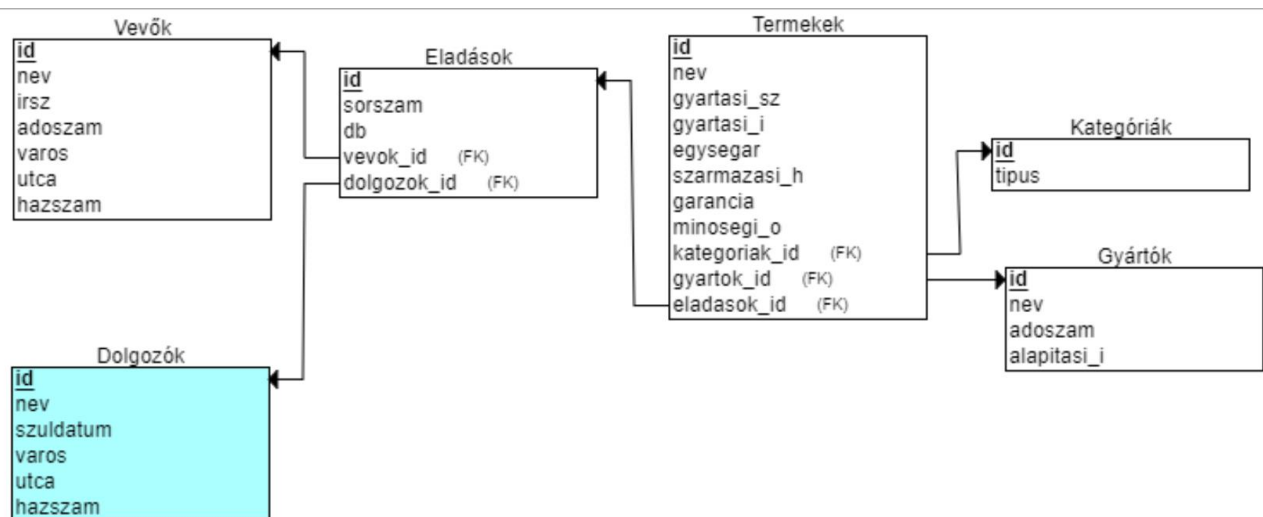 Vevők
id
nev
irsz
adoszam
varos
utca
hazszam
Eladások
id
sorszam
db
vevok_id (FK)
dolgozok_id (FK)
Termekek
id
nev
gyartasi_sz
gyartasi_i
egysegar
szarmazasi_h
garancia
minosegi_o
kategoriak_id (FK)
gyartok_id (FK)
eladasok_id (FK)
Kategóriák
id
tipus
Gyártók
id
nev
adoszam
alapitasi_i
Dolgozók
id
nev
szuldatum
varos
utca
hazszam